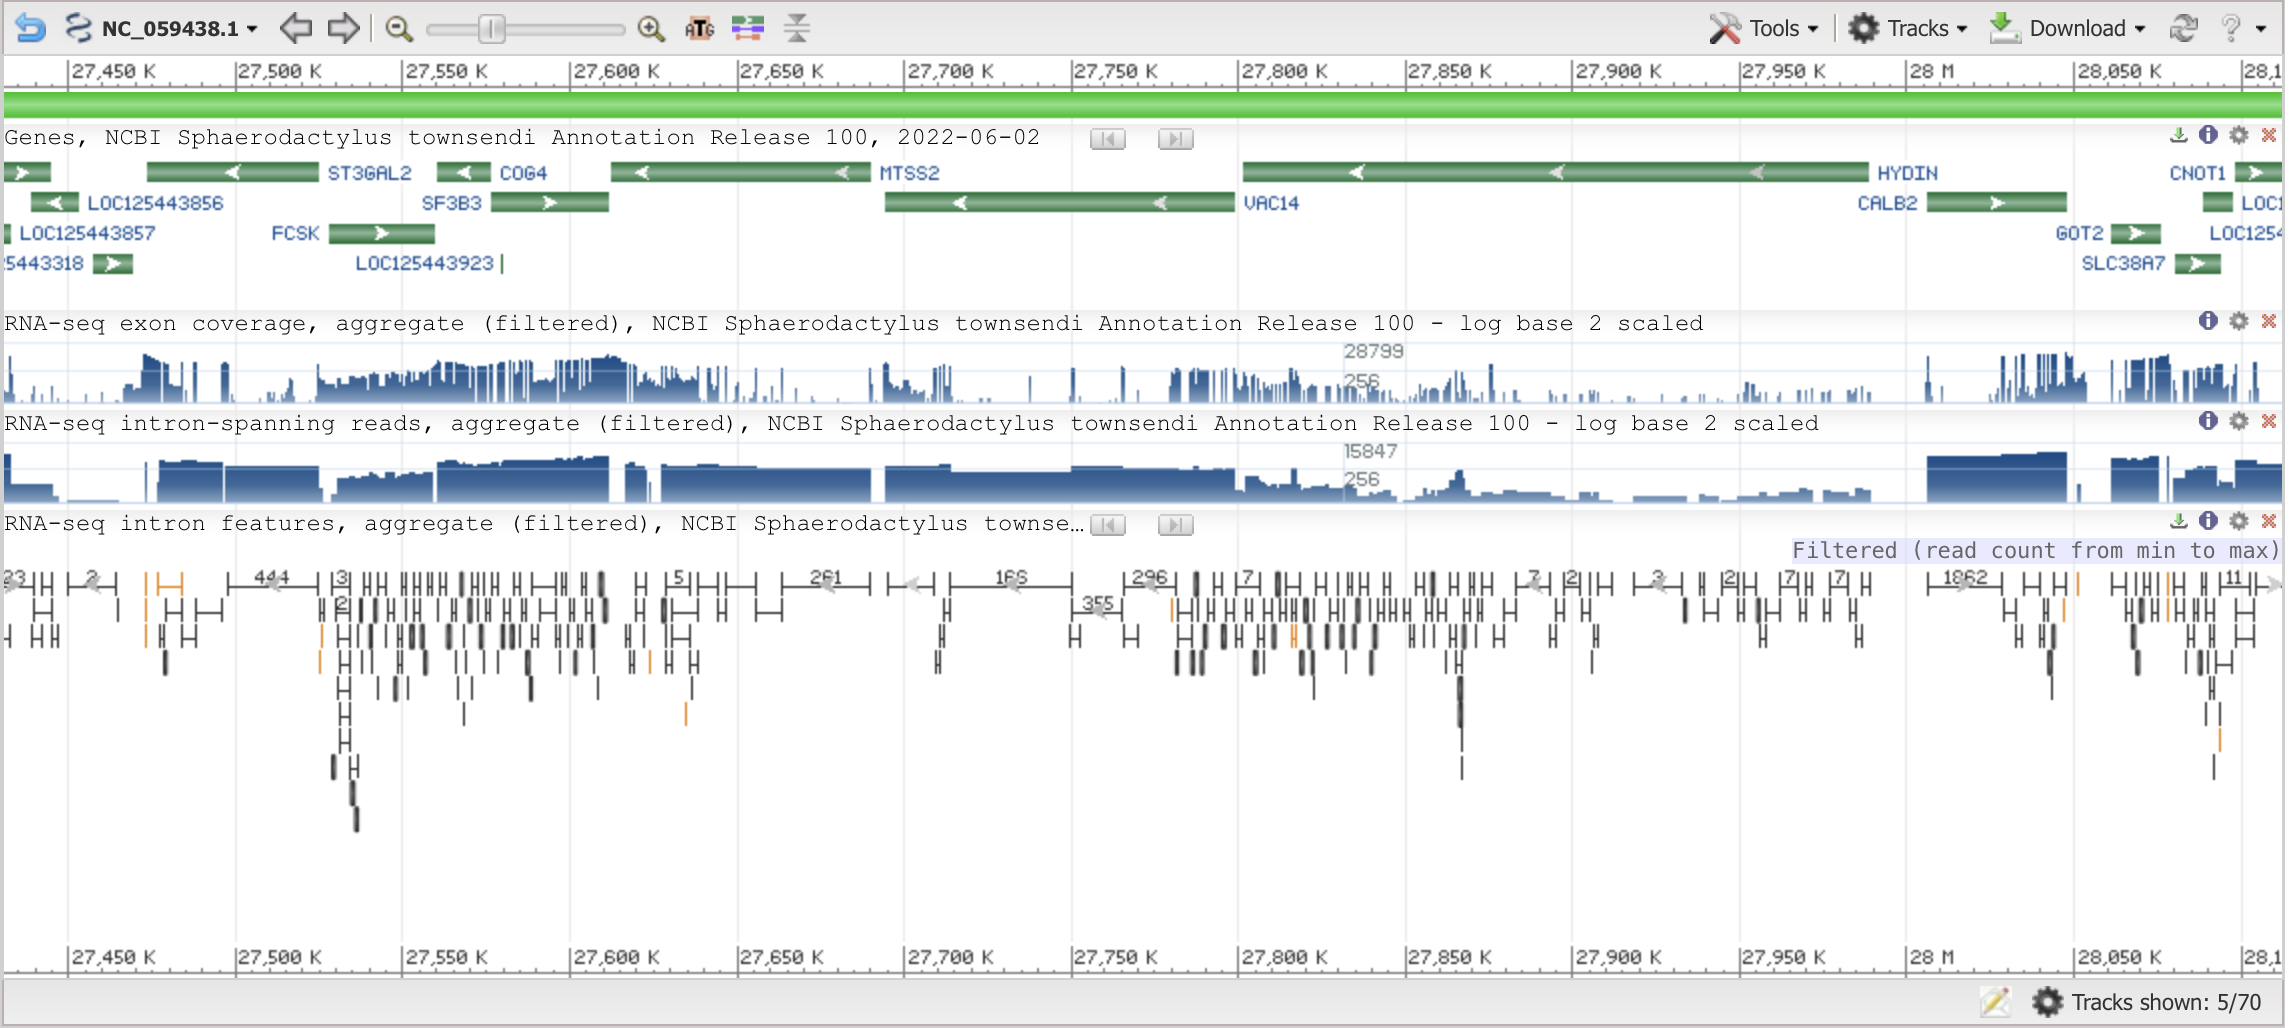 NC_059438.1 Tools Tracks Download ?
27,450 K 27,500 K 27,550 K 27,600 K 27,650 K 27,700 K 27,750 K 27,800 K 27,850 K 27,900 K 27,950 K 28 M 28,050 K 28,1
Genes, NCBI Sphaerodactylus townsendi Annotation Release 100, 2022-06-02
ST3GAL2 COG4 MTSS2 HYDIN CNOT1
LOC125443856 SF3B3 VAC14 CALB2 LOC1
LOC125443857 FCSK GOT2 LOC1254
5443318 LOC125443923 SLC38A7
RNA-seq exon coverage, aggregate (filtered), NCBI Sphaerodactylus townsendi Annotation Release 100 - log base 2 scaled
28799
256
RNA-seq intron-spanning reads, aggregate (filtered), NCBI Sphaerodactylus townsendi Annotation Release 100 - log base 2 scaled
15847
256
RNA-seq intron features, aggregate (filtered), NCBI Sphaerodactylus townse…
Filtered (read count from min to max)
2 444 3 5 261 166 296 7 7 2 3 2 7 7 1862 11
2 355
27,450 K 27,500 K 27,550 K 27,600 K 27,650 K 27,700 K 27,750 K 27,800 K 27,850 K 27,900 K 27,950 K 28 M 28,050 K 28,1
Tracks shown: 5/70